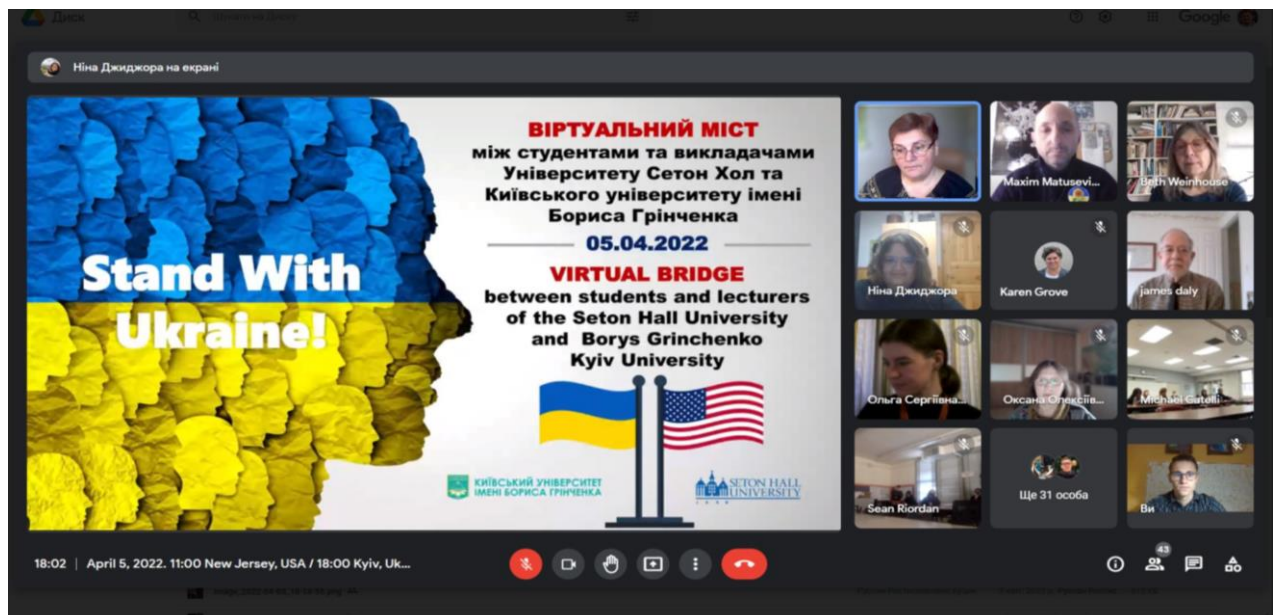 Диск
Google
Ніна Джиджора на екрані
Stand With
Ukraine!
ВІРТУАЛЬНИЙ МІСТ
між студентами та викладачами
Університету Сетон Хол та
Київського університету імені
Бориса Грінченка
05.04.2022
VIRTUAL BRIDGE
between students and lecturers
of the Seton Hall University
and Borys Grinchenko
Kyiv University
КИЇВСЬКИЙ УНІВЕРСИТЕТ
ІМЕНІ БОРИСА ГРІНЧЕНКА
SETON HALL
UNIVERSITY
Maxim Matusevi...
Beth Weinhouse
Ніна Джиджора
Karen Grove
james daly
Ольга Сергіївна...
Оксана Олексіїв...
Michael Gatelli
Sean Riordan
Ще 31 особа
Ви
18:02 | April 5, 2022. 11:00 New Jersey, USA / 18:00 Kyiv, Uk...
43